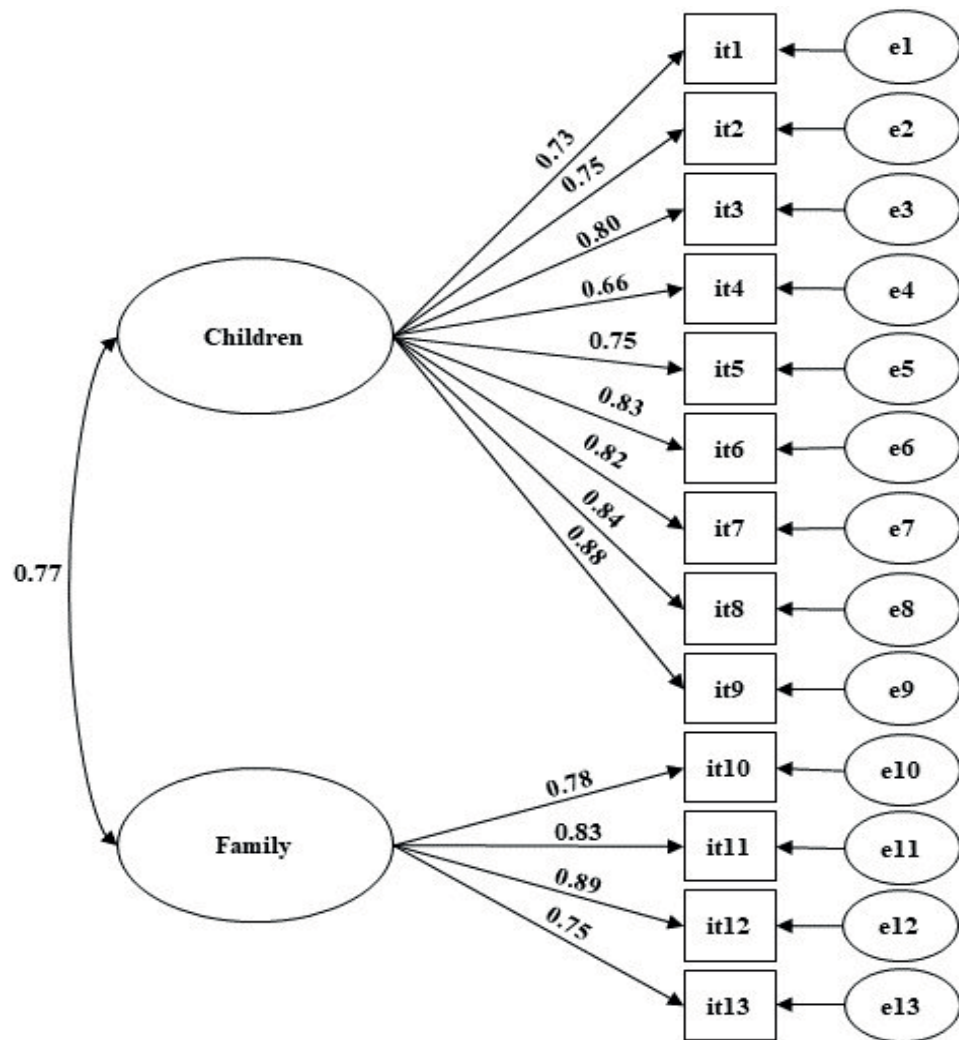 it1 e1
0.73
it2 e2
0.75
it3 e3
0.80
it4 e4
0.66
Children
it5 e5
0.75
it6 e6
0.83
it7 e7
0.82
it8 e8
0.84
0.88
0.77
it9 e9
it10 e10
0.78
Family
it11 e11
0.83
it12 e12
0.89
0.75
it13 e13